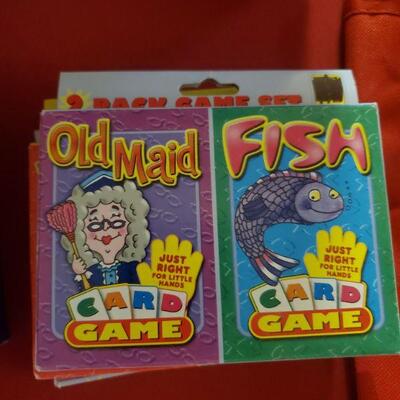 2 PACK GAME SET
Old Maid
JUST
RIGHT
FOR LITTLE
HANDS
CARD
GAME
FISH
JUST
RIGHT
FOR LITTLE
HANDS
CARD
GAME